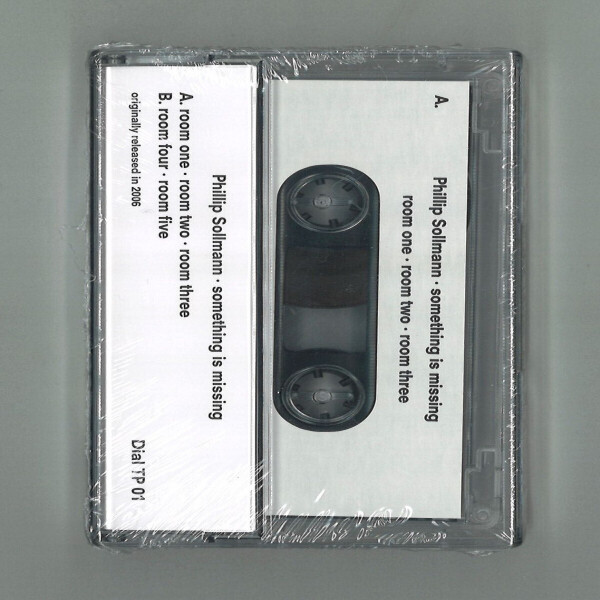 A.
Phillip Sollmann · something is missing
room one · room two · room three
Phillip Sollmann · something is missing
A. room one · room two · room three
B. room four · room five
originally released in 2006
Dial TP 01